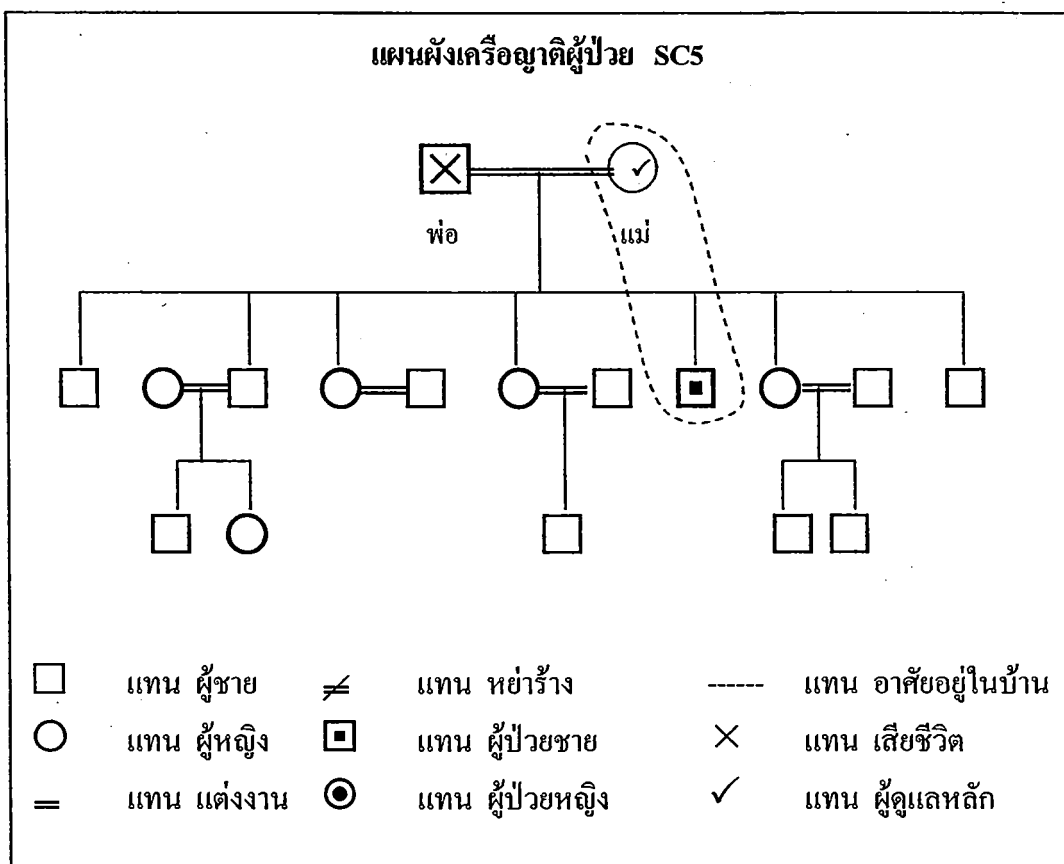 แผนผังเครือญาติผู้ป่วย SC5
พ่อ
แม่
แทน ผู้ชาย
แทน หย่าร้าง
แทน อาศัยอยู่ในบ้าน
แทน ผู้หญิง
แทน ผู้ป่วยชาย
แทน เสียชีวิต
แทน แต่งงาน
แทน ผู้ป่วยหญิง
แทน ผู้ดูแลหลัก